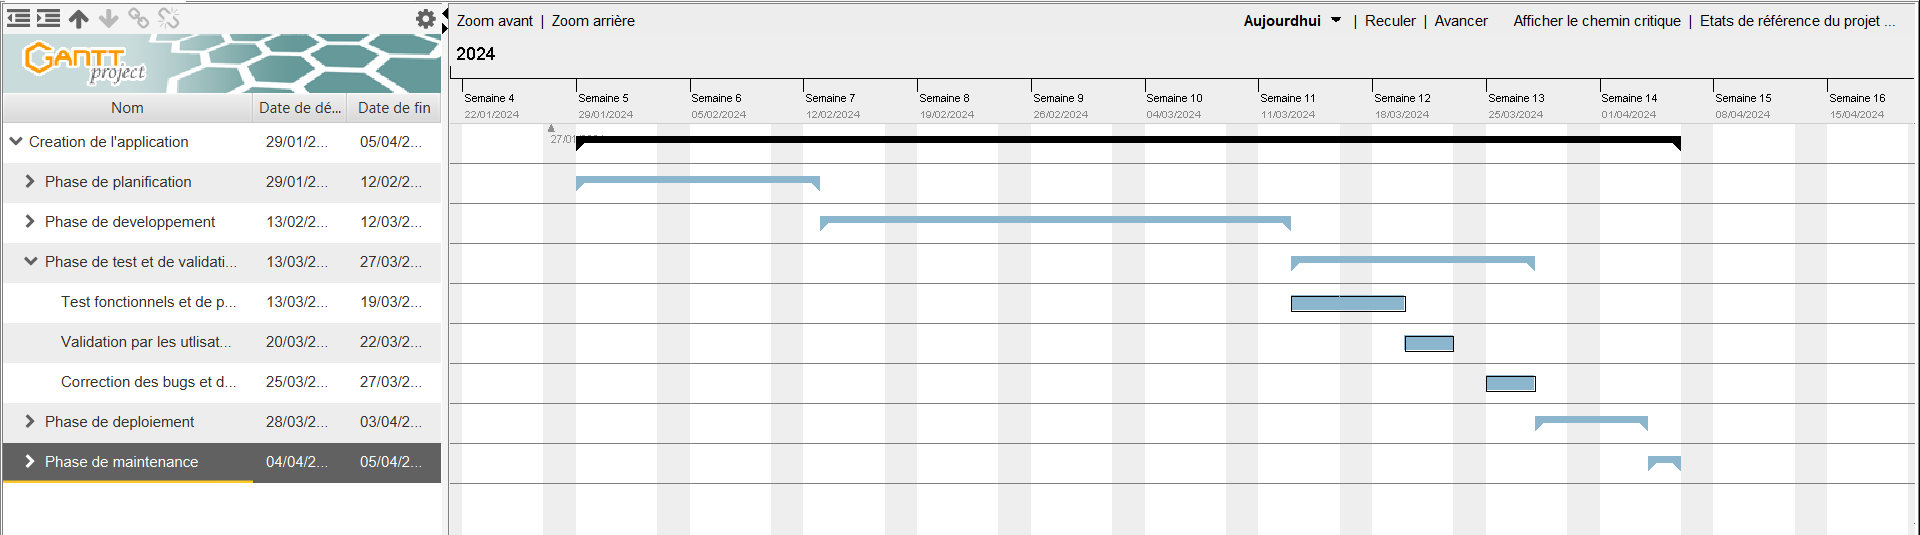 Zoom avant | Zoom arrière
Aujourdhui | Reculer | Avancer Afficher le chemin critique | Etats de référence du projet ...
2024
GANTT
project
Nom Date de dé... Date de fin
Semaine 4 Semaine 5 Semaine 6 Semaine 7 Semaine 8 Semaine 9 Semaine 10 Semaine 11 Semaine 12 Semaine 13 Semaine 14 Semaine 15 Semaine 16
22/01/2024 29/01/2024 05/02/2024 12/02/2024 19/02/2024 26/02/2024 04/03/2024 11/03/2024 18/03/2024 25/03/2024 01/04/2024 08/04/2024 15/04/2024
27/01
Creation de l'application 29/01/2... 05/04/2...
Phase de planification 29/01/2... 12/02/2...
Phase de developpement 13/02/2... 12/03/2...
Phase de test et de validati... 13/03/2... 27/03/2...
Test fonctionnels et de p... 13/03/2... 19/03/2...
Validation par les utlisat... 20/03/2... 22/03/2...
Correction des bugs et d... 25/03/2... 27/03/2...
Phase de deploiement 28/03/2... 03/04/2...
Phase de maintenance 04/04/2... 05/04/2...